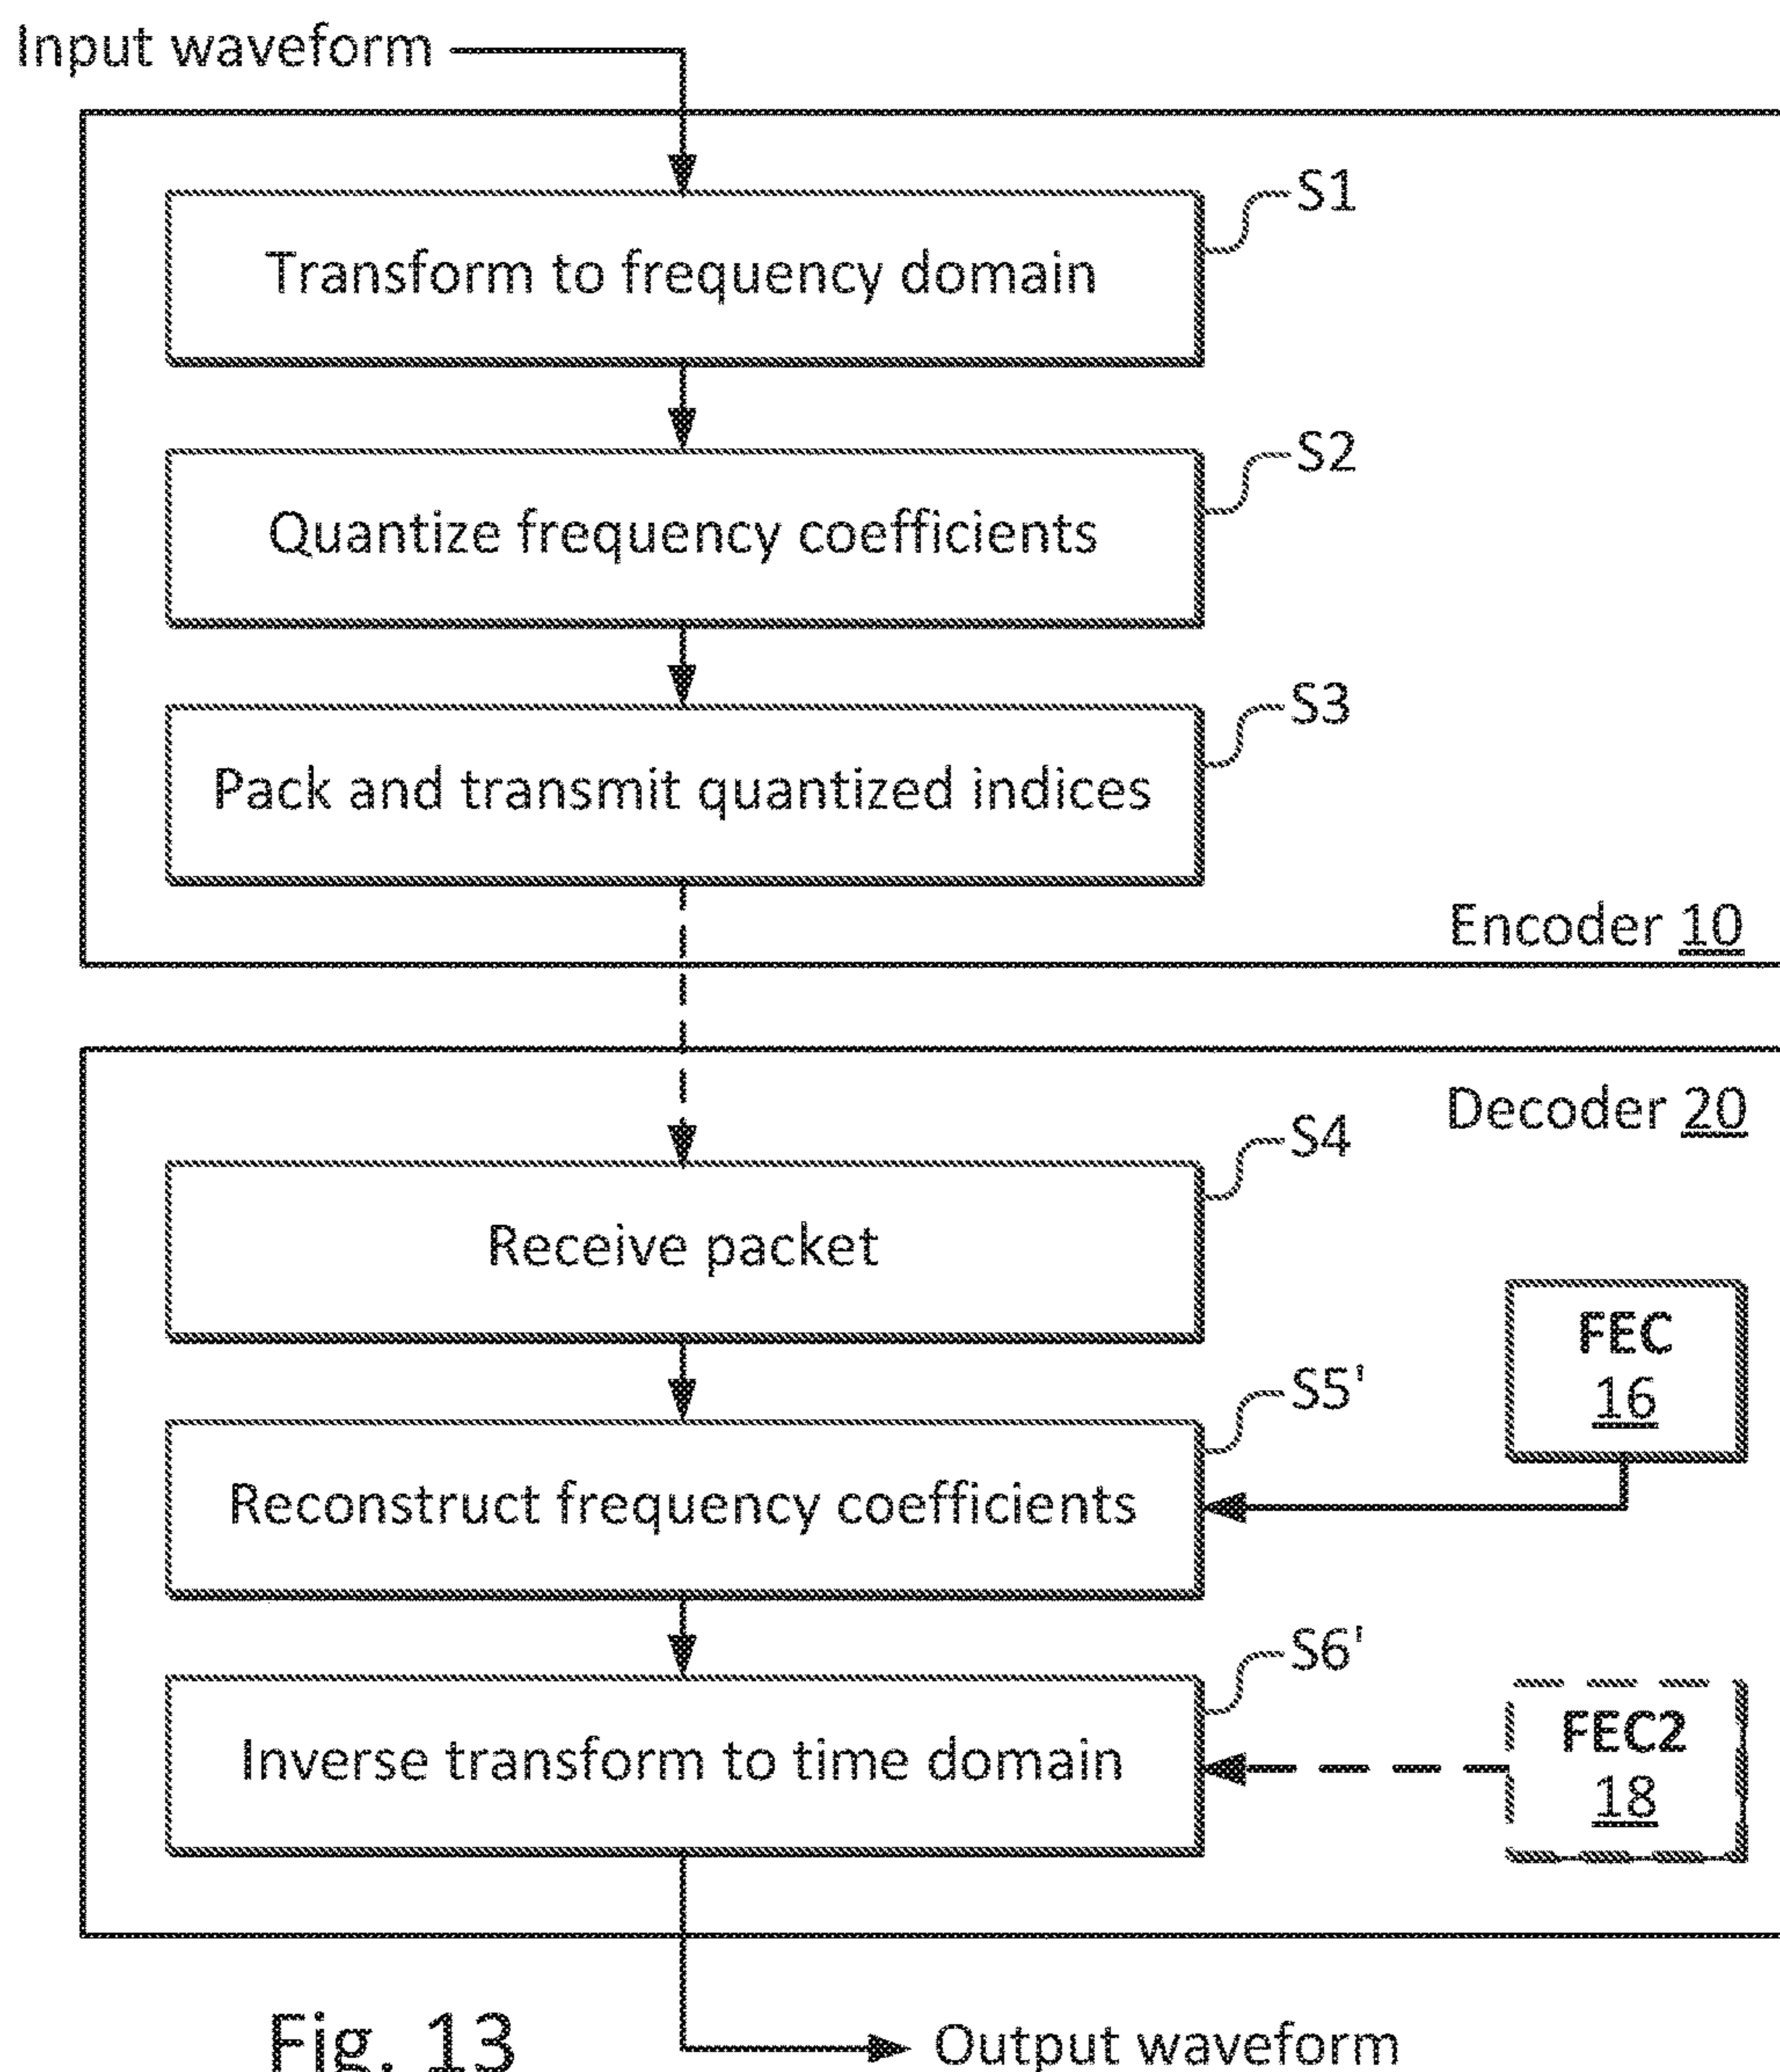 Input waveform
S1
Transform to frequency domain
S2
Quantize frequency coefficients
S3
Pack and transmit quantized indices
Encoder 10
Decoder 20
S4
Receive packet
FEC
16
S5'
Reconstruct frequency coefficients
S6'
FEC2
18
Inverse transform to time domain
Fig. 13
Output waveform